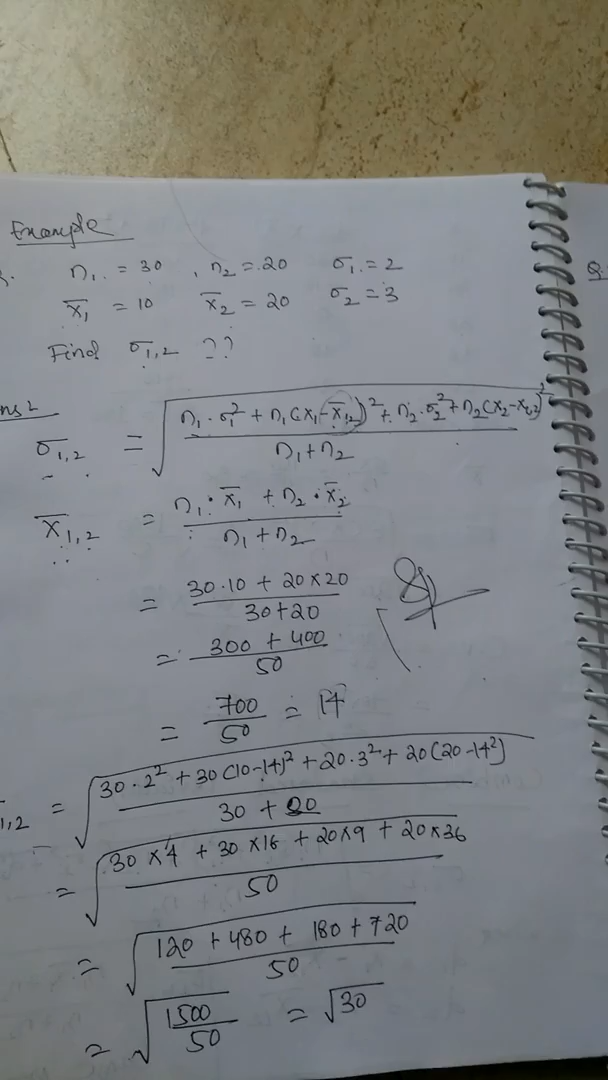 Example
n₁ = 30 , n₂ = 20 σ₁ = 2
x̄₁ = 10 x̄₂ = 20 σ₂ = 3
Find σ₁,₂ ??
σ₁,₂ = √((n₁·σ₁² + n₁(x₁-x̄₁,₂)² + n₂·σ₂² + n₂(x₂-x₁,₂)²)/(n₁+n₂))
x̄₁,₂ = (n₁·x̄₁ + n₂·x̄₂)/(n₁+n₂)
= (30·10 + 20×20)/(30+20)
= (300 + 400)/50
= 700/50 = 14
₁,₂ = √((30·2² + 30(10-14)² + 20·3² + 20(20-14²))/(30 + 20))
= √((30×4 + 30×16 + 20×9 + 20×36)/50)
= √((120 + 480 + 180 + 720)/50)
= √(1500/50) = √30